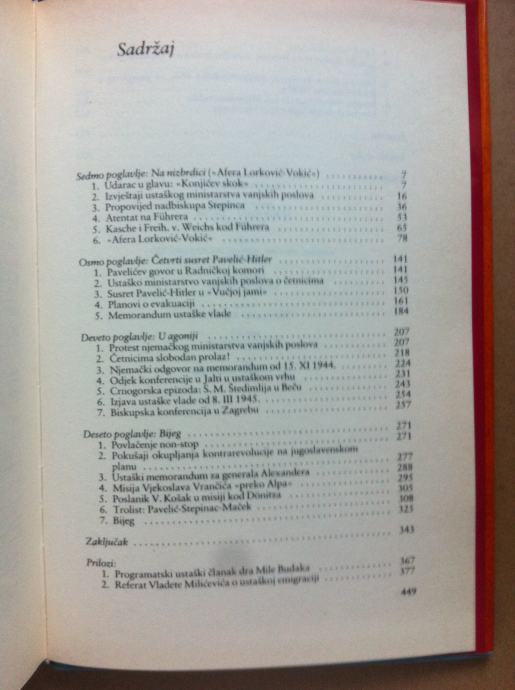 Sadržaj
Sedmo poglavlje: Na nizbrdici («Afera Lorković-Vokić«) 7
1. Udarac u glavu: »Konjićev skok« 7
2. Izvještaji ustaškog ministarstva vanjskih poslova 16
3. Propovijed nadbiskupa Stepinca 36
4. Atentat na Führera 53
5. Kasche i Freih. v. Weichs kod Führera 65
6. »Afera Lorković-Vokić« 78
Osmo poglavlje: Četvrti susret Pavelić-Hitler 141
1. Pavelićev govor u Radničkoj komori 141
2. Ustaško ministarstvo vanjskih poslova o četnicima 145
3. Susret Pavelić-Hitler u »Vučjoj jami« 150
4. Planovi o evakuaciji 161
5. Memorandum ustaške vlade 184
Deveto poglavlje: U agoniji 207
1. Protest njemačkog ministarstva vanjskih poslova 207
2. Četnicima slobodan prolaz! 218
3. Njemački odgovor na memorandum od 15. XI 1944. 224
4. Odjek konferencije u Jalti u ustaškom vrhu 231
5. Crnogorska epizoda: S. M. Štedimlija u Beču 243
6. Izjava ustaške vlade od 8. III 1945. 254
7. Biskupska konferencija u Zagrebu 257
Deseto poglavlje: Bijeg 271
1. Povlačenje non-stop 271
2. Pokušaji okupljanja kontrarevolucije na jugoslavenskom
planu 277
3. Ustaški memorandum za generala Alexandera 288
4. Misija Vjekoslava Vrančića »preko Alpa« 295
5. Poslanik V. Košak u misiji kod Dönitza 305
6. Trolist: Pavelić-Stepinac-Maček 308
7. Bijeg 323
Zaključak 343
Prilozi:
1. Programatski ustaški članak dra Mile Budaka 367
2. Referat Vladete Milićevića o ustaškoj emigraciji 377
449